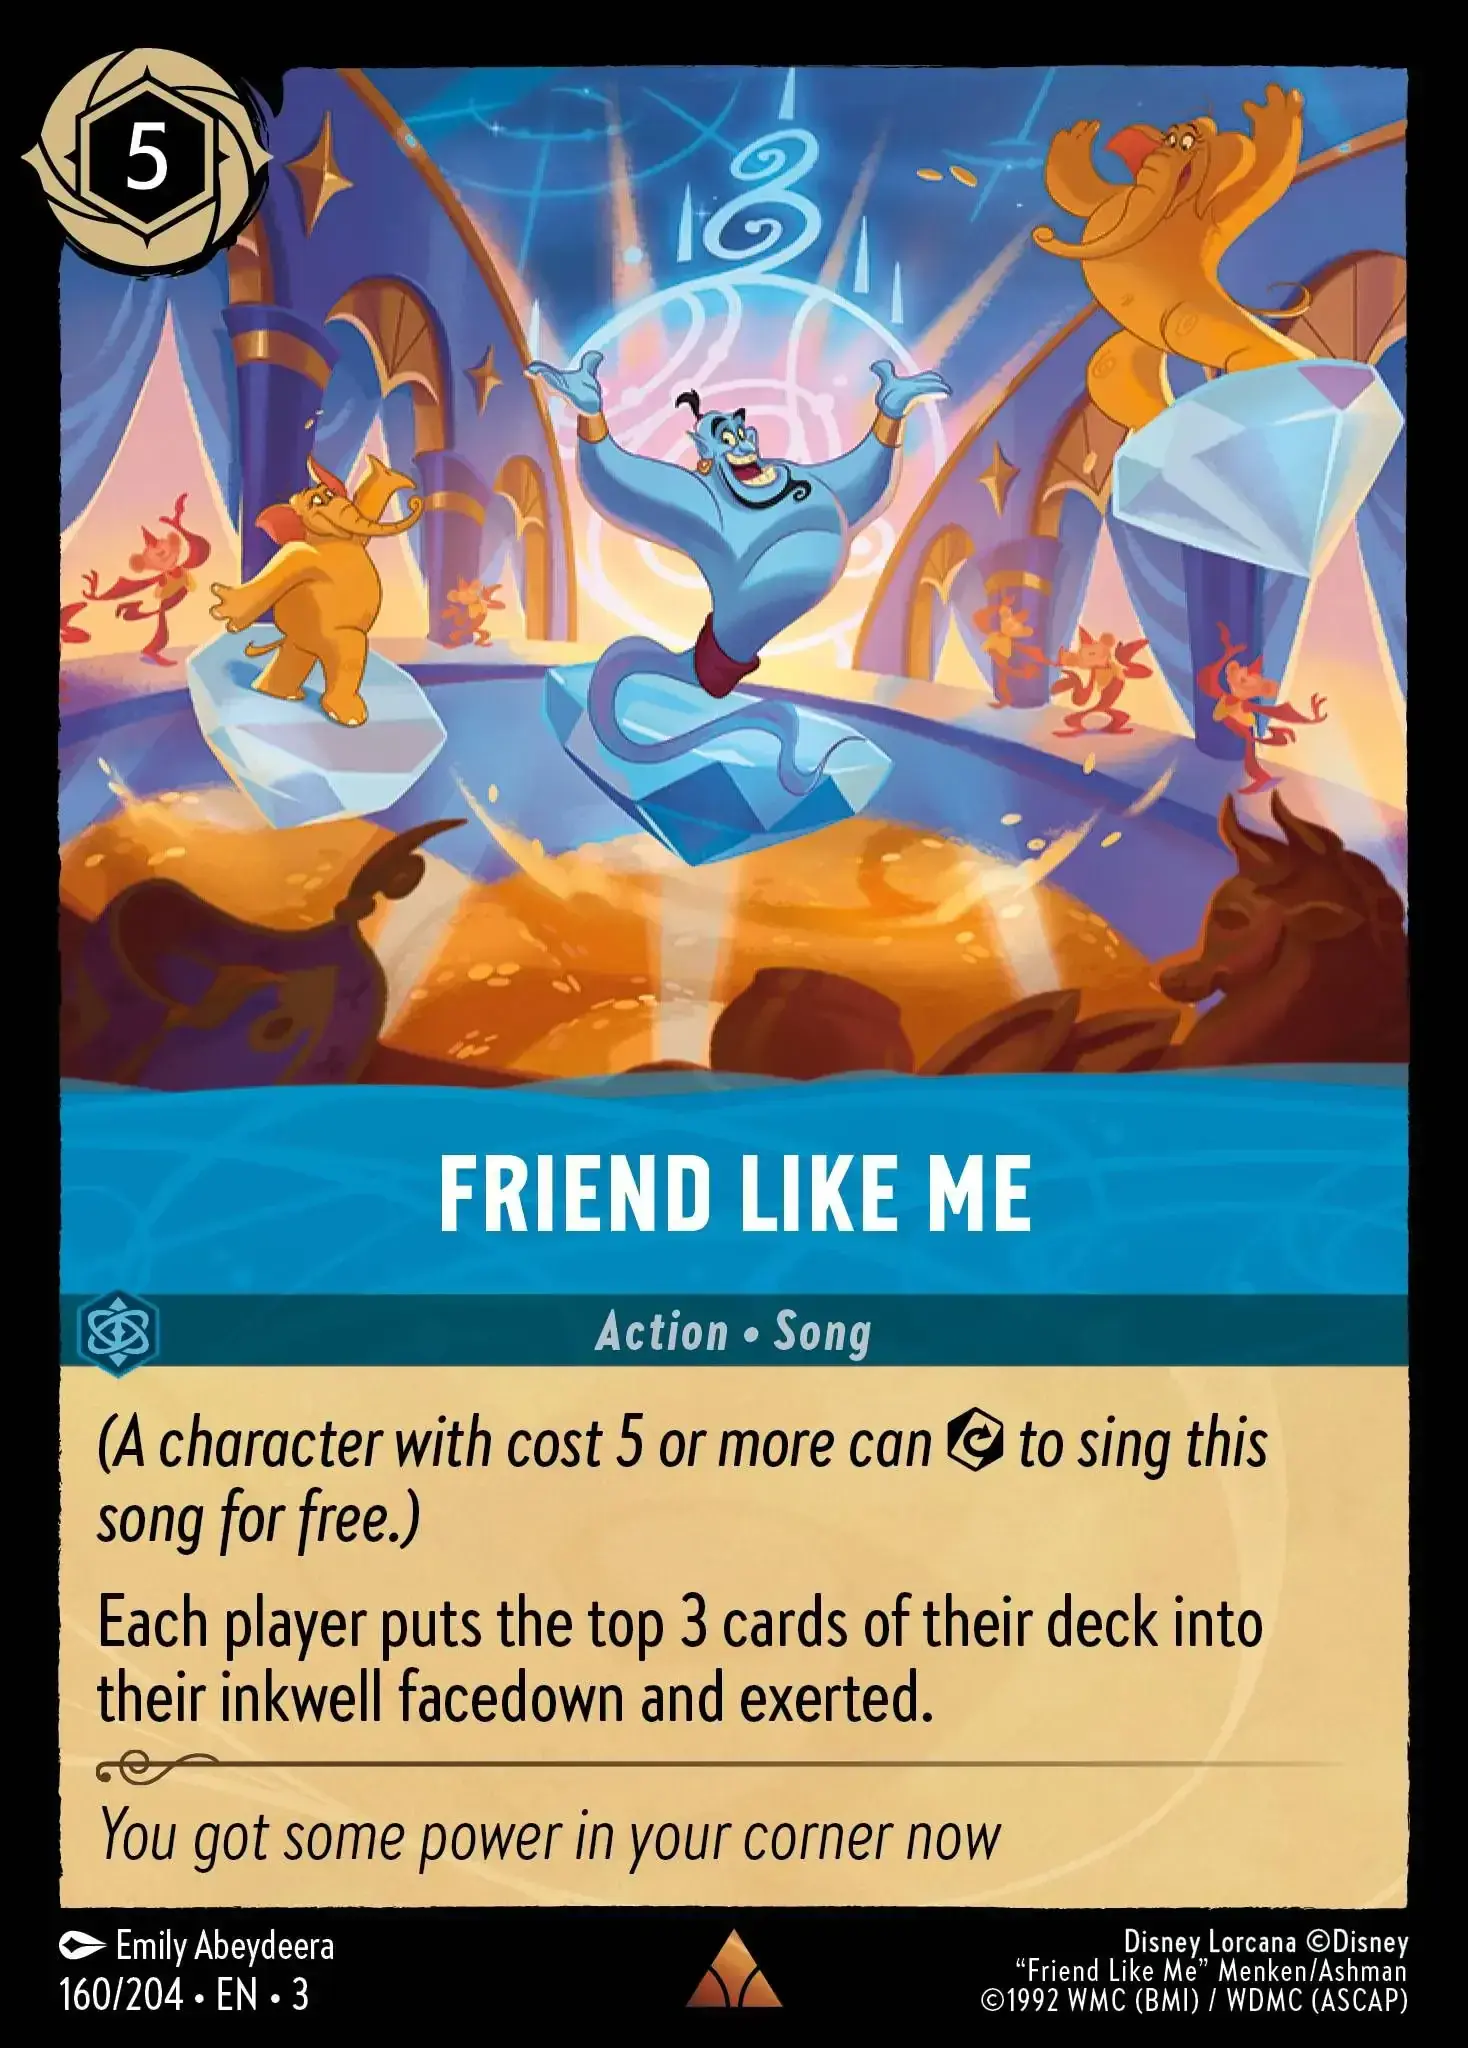 5
FRIEND LIKE ME
Action • Song
(A character with cost 5 or more can to sing this
song for free.)
Each player puts the top 3 cards of their deck into
their inkwell facedown and exerted.
You got some power in your corner now
Emily Abeydeera
160/204 • EN • 3
Disney Lorcana ©Disney
“Friend Like Me” Menken/Ashman
©1992 WMC (BMI) / WDMC (ASCAP)